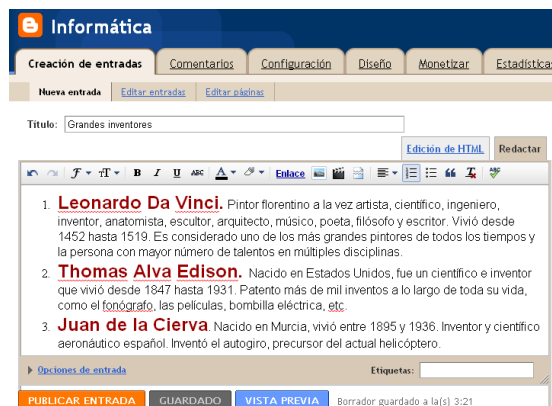 Informática
Creación de entradas Comentarios Configuración Diseño Monetizar Estadística
Nueva entrada Editar entradas Editar páginas
Título: Grandes inventores
Edición de HTML Redactar
F T B I U ABC A Enlace ABC
1. Leonardo Da Vinci. Pintor florentino a la vez artista, científico, ingeniero,
inventor, anatomista, escultor, arquitecto, músico, poeta, filósofo y escritor. Vivió desde
1452 hasta 1519. Es considerado uno de los más grandes pintores de todos los tiempos y
la persona con mayor número de talentos en múltiples disciplinas.
2. Thomas Alva Edison. Nacido en Estados Unidos, fue un científico e inventor
que vivió desde 1847 hasta 1931. Patento más de mil inventos a lo largo de toda su vida,
como el fonógrafo, las películas, bombilla eléctrica, etc.
3. Juan de la Cierva. Nacido en Murcia, vivió entre 1895 y 1936. Inventor y científico
aeronáutico español. Inventó el autogiro, precursor del actual helicóptero.
Opciones de entrada Etiquetas:
PUBLICAR ENTRADA GUARDADO VISTA PREVIA Borrador guardado a la(s) 3:21